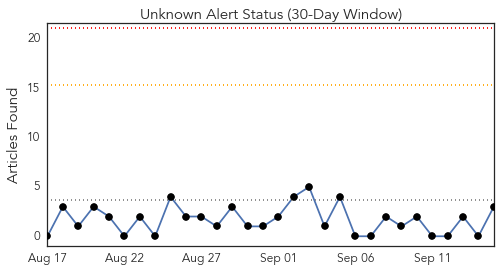 Unknown Alert Status (30-Day Window)
Articles Found
20
15
10
5
0
Aug 17 Aug 22 Aug 27 Sep 01 Sep 06 Sep 11